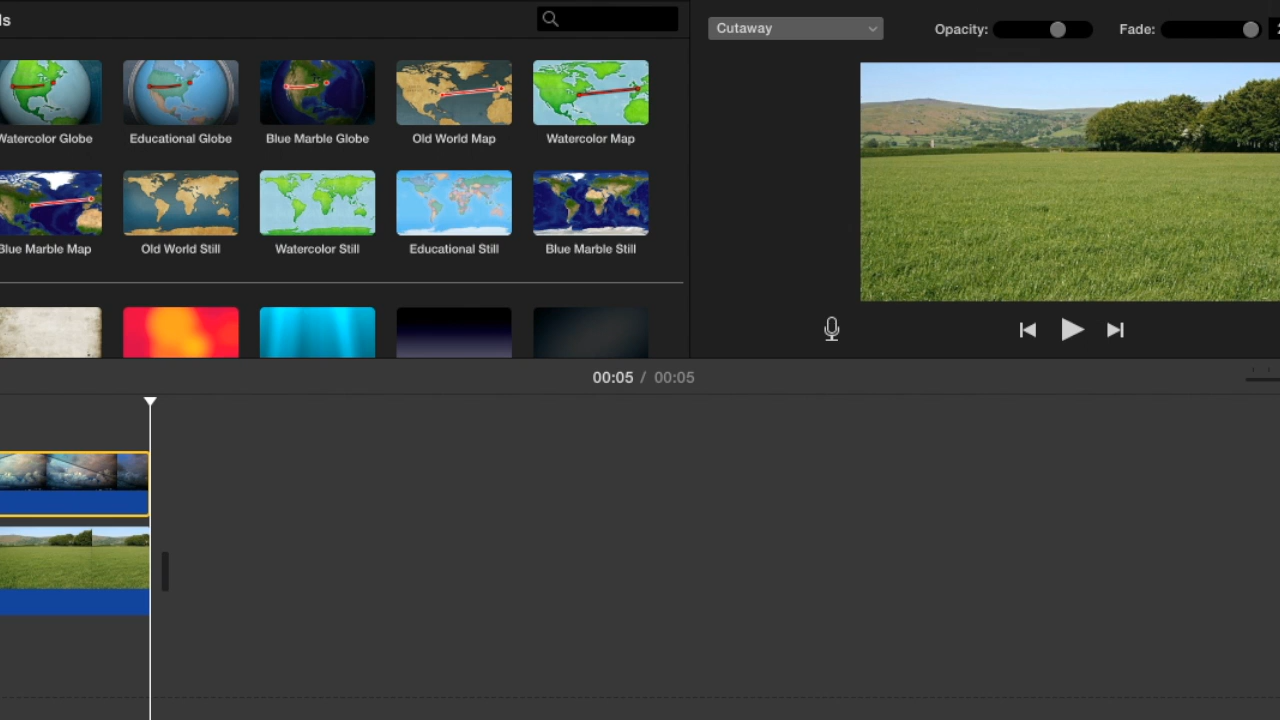 ls
Cutaway
Opacity:
Fade:
Watercolor Globe
Educational Globe
Blue Marble Globe
Old World Map
Watercolor Map
Blue Marble Map
Old World Still
Watercolor Still
Educational Still
Blue Marble Still
00:05 / 00:05